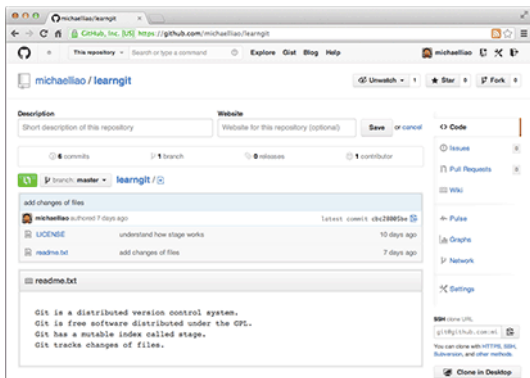 michaelliao/learngit
GitHub, Inc. [US] https://github.com/michaelliao/learngit
This repository Search or type a command Explore Gist Blog Help michaelliao
michaelliao / learngit Unwatch 1 Star 0 Fork 0
Description Website
Short description of this repository Website for this repository (optional) Save or cancel
6 commits 1 branch 0 releases 1 contributor
branch: master learngit /
add changes of files
michaelliao authored 7 days ago latest commit
LICENSE understand how stage works 10 days ago
readme.txt add changes of files 7 days ago
readme.txt
Git is a distributed version control system.
Git is free software distributed under the GPL.
Git has a mutable index called stage.
Git tracks changes of files.
Code
Issues 0
Pull Requests 0
Wiki
Pulse
Graphs
Network
Settings
SSH clone URL
git@github.com:mi
You can clone with HTTPS, SSH,
Subversion, and other methods.
Clone in Desktop